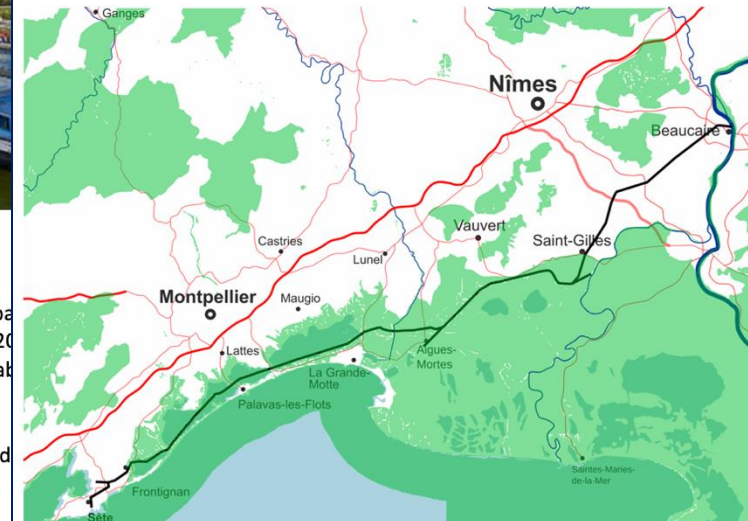 Ganges
Nîmes
Beaucaire
Vauvert
Saint-Gilles
Castries
Lunel
Montpellier
Maugio
Lattes
Aigues-
Mortes
La Grande-
Motte
Palavas-les-Flots
Saintes-Maries-
de-la-Mer
Frontignan
Sète